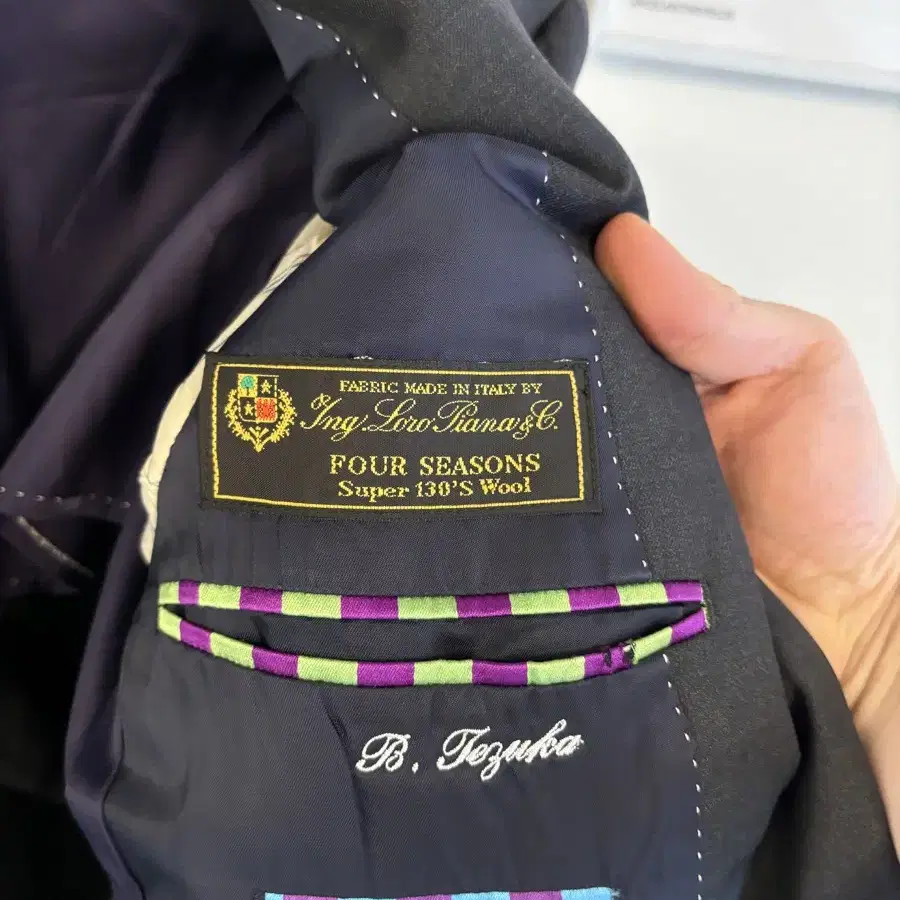 FABRIC MADE IN ITALY BY
Ing. Loro Piana & C.
FOUR SEASONS
Super 130'S Wool
B. Tezuka